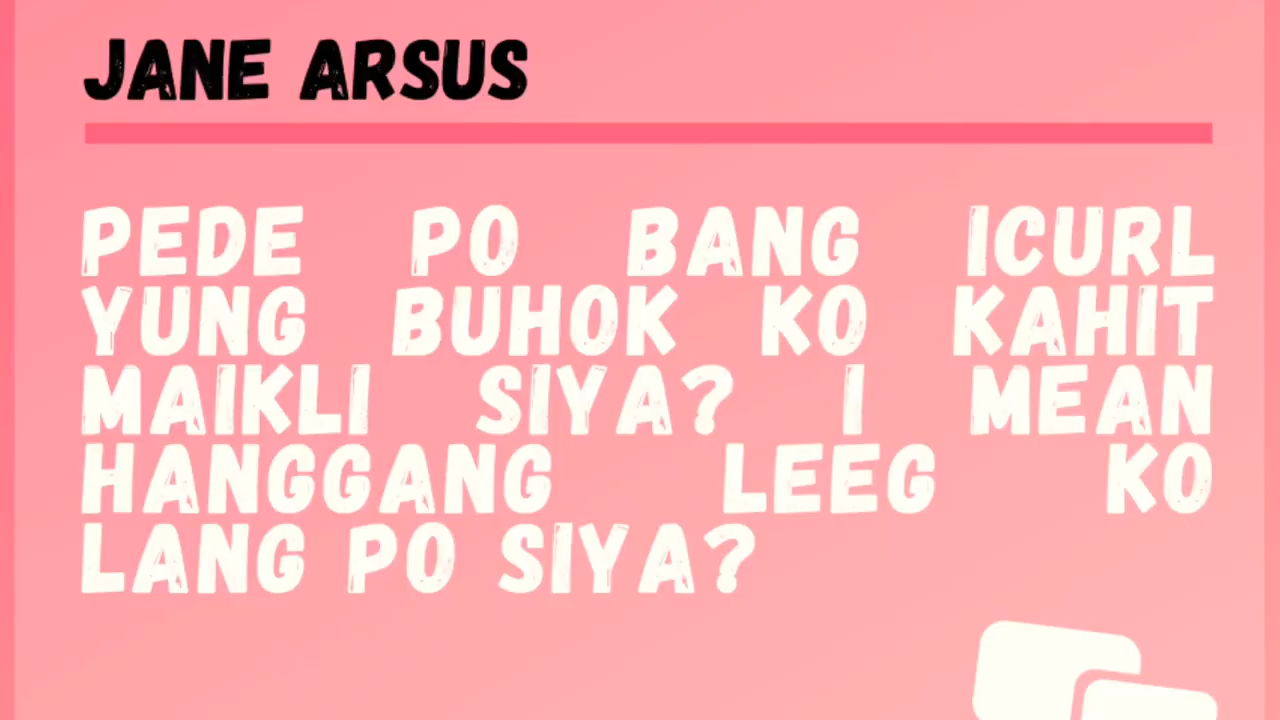 JANE ARSUS
PEDE PO BANG ICURL
YUNG BUHOK KO KAHIT
MAIKLI SIYA? I MEAN
HANGGANG LEEG KO
LANG PO SIYA?